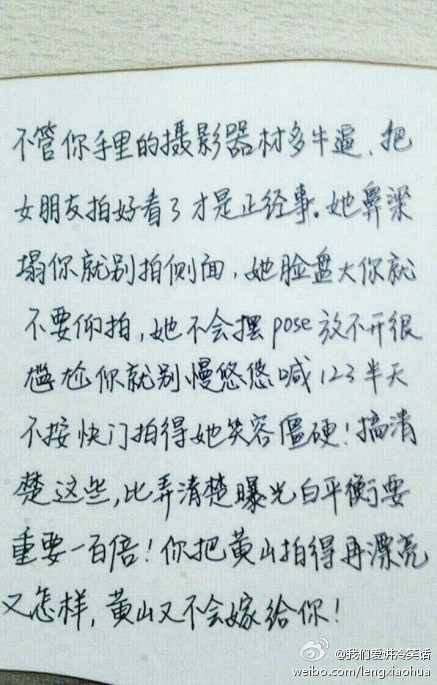 不管你手里的摄影器材多牛逼、把
女朋友拍好看了才是正经事。她鼻梁
塌你就别拍侧面，她脸盘大你就
不要仰拍，她不会摆pose放不开很
尴尬你就别慢悠悠喊123半天
不按快门拍得她笑容僵硬！搞清
楚这些，比弄清楚曝光白平衡要
重要一百倍！你把黄山拍得再漂亮
又怎样，黄山又不会嫁给你！
@我们爱讲冷笑话
weibo.com/lengxiaohua